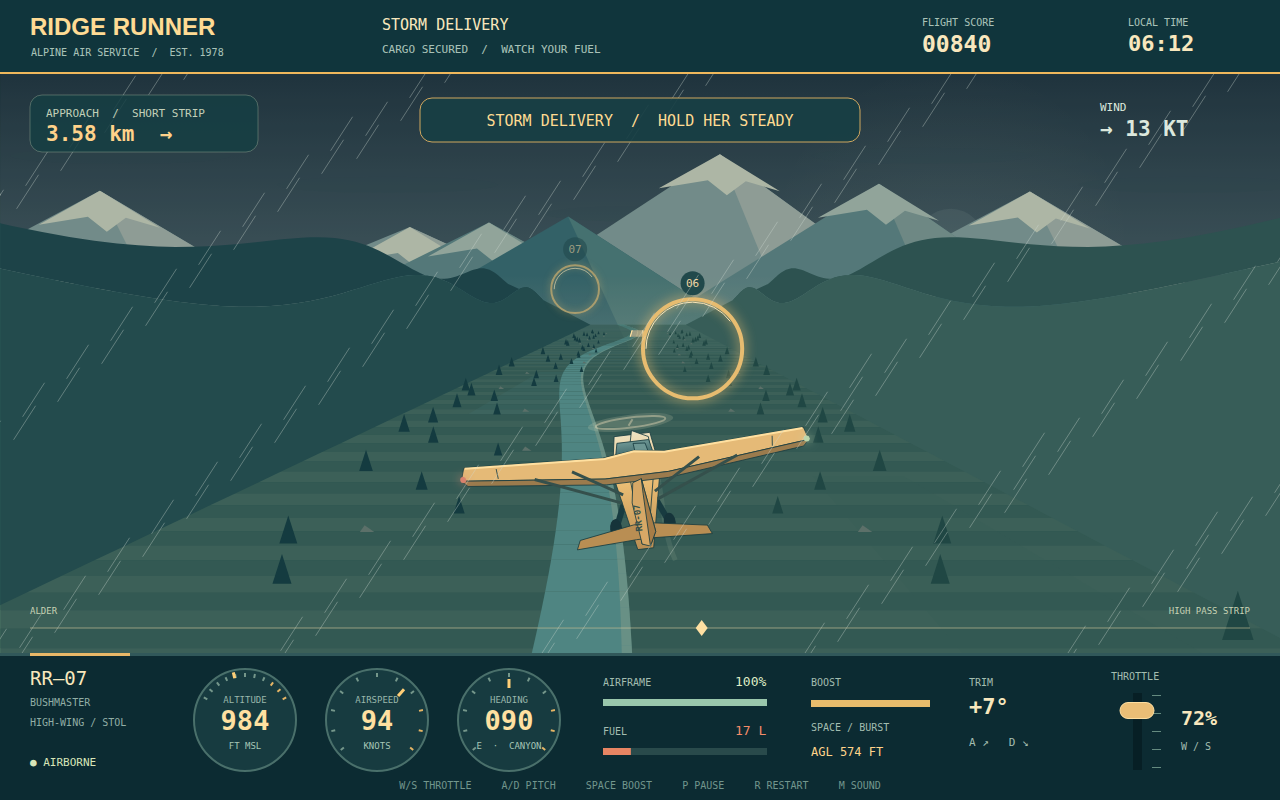 RIDGE RUNNER
ALPINE AIR SERVICE / EST. 1978
STORM DELIVERY
CARGO SECURED / WATCH YOUR FUEL
FLIGHT SCORE
00840
LOCAL TIME
06:12
APPROACH / SHORT STRIP
3.58 km →
STORM DELIVERY / HOLD HER STEADY
WIND
→ 13 KT
07
06
RR-07
ALDER
HIGH PASS STRIP
RR—07
BUSHMASTER
HIGH-WING / STOL
● AIRBORNE
ALTITUDE
984
FT MSL
AIRSPEED
94
KNOTS
HEADING
090
E · CANYON
AIRFRAME 100%
FUEL 17 L
BOOST
SPACE / BURST
AGL 574 FT
TRIM
+7°
A ↗ D ↘
THROTTLE
72%
W / S
W/S THROTTLE A/D PITCH SPACE BOOST P PAUSE R RESTART M SOUND